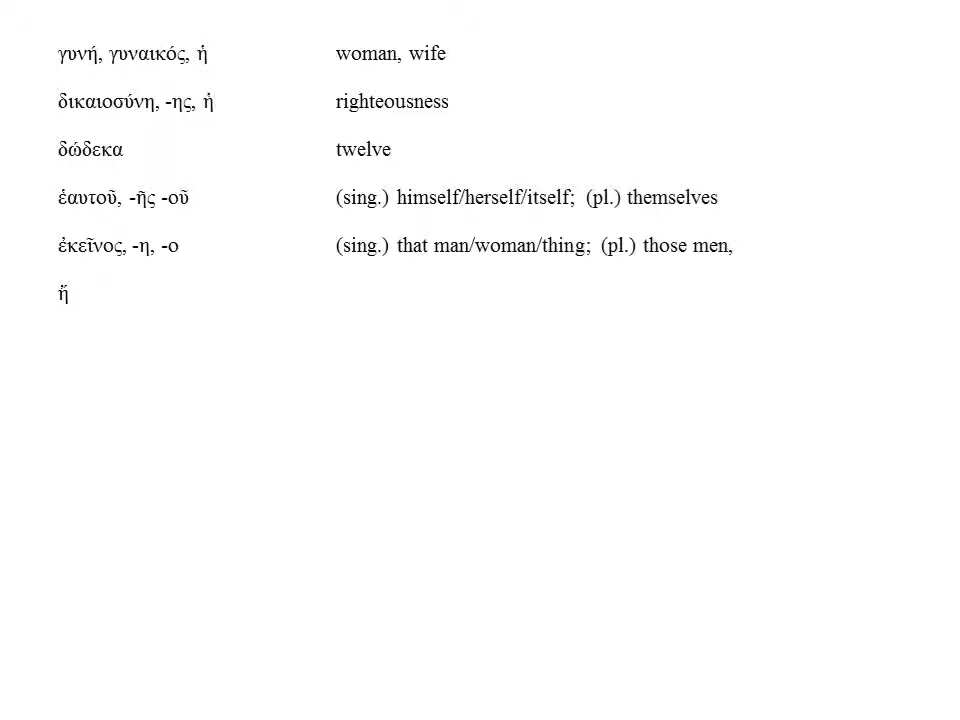 γυνή, γυναικός, ἡ woman, wife
δικαιοσύνη, -ης, ἡ righteousness
δώδεκα twelve
ἑαυτοῦ, -ῆς -οῦ (sing.) himself/herself/itself; (pl.) themselves
ἐκεῖνος, -η, -ο (sing.) that man/woman/thing; (pl.) those men,
ἤ